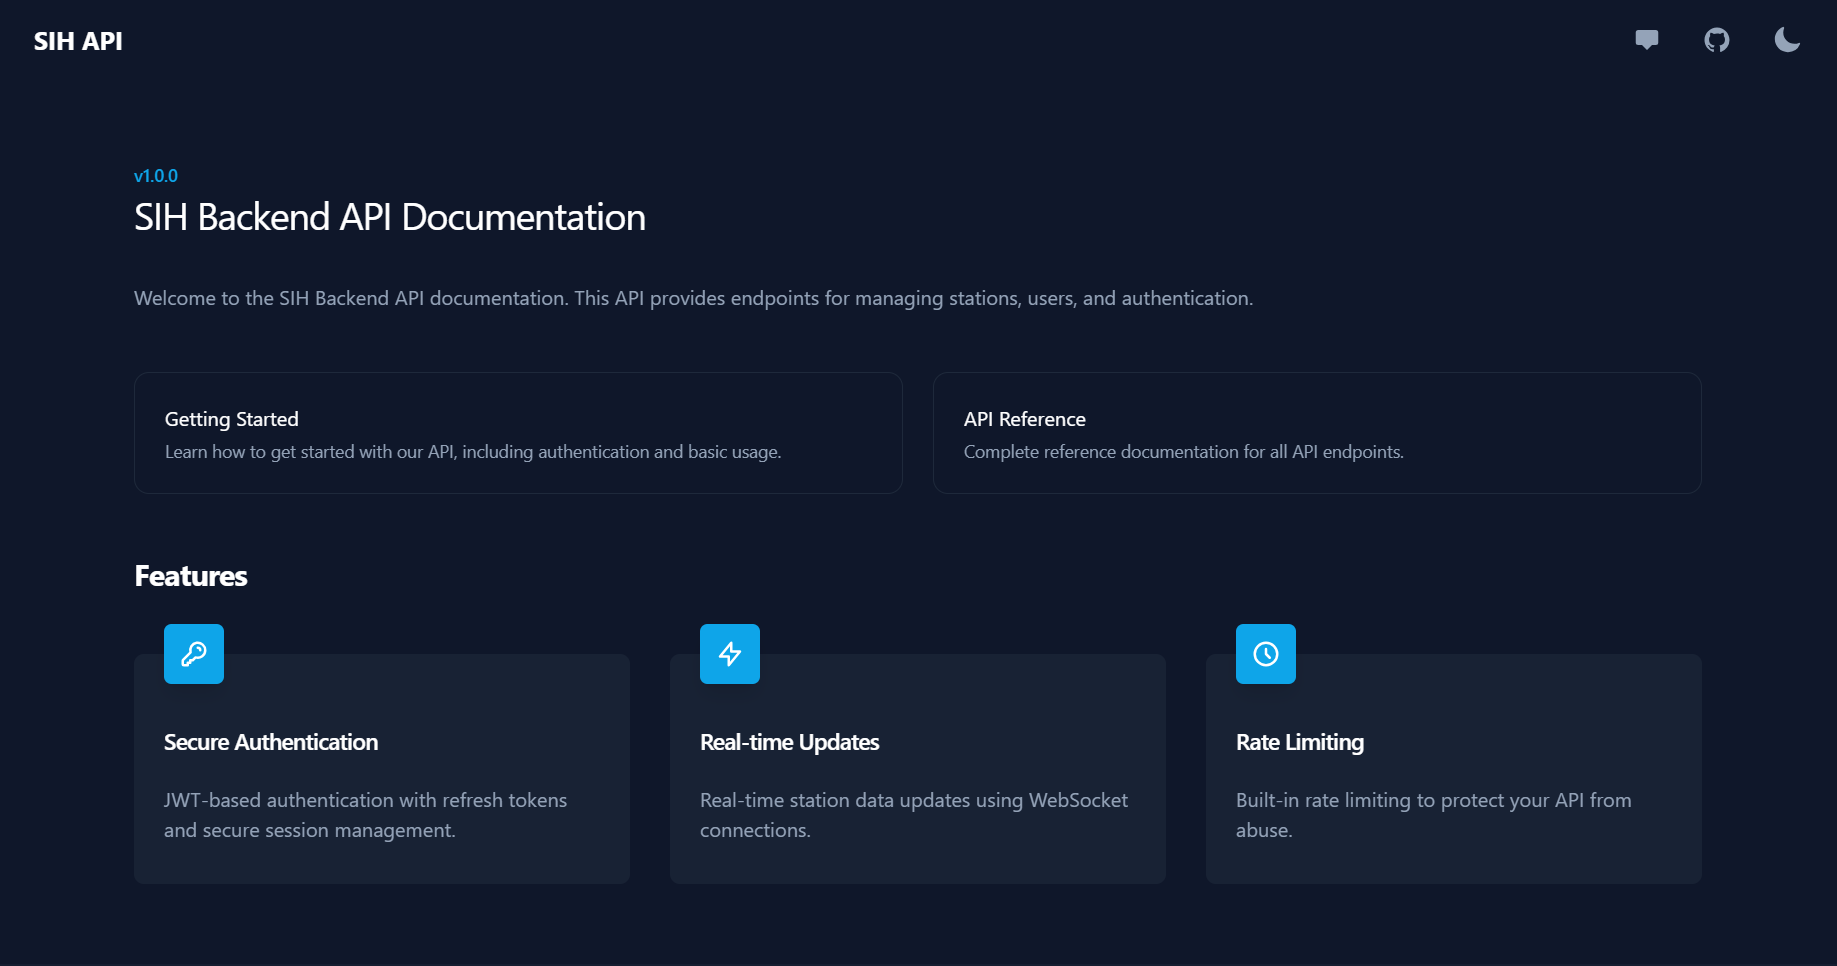 SIH API
v1.0.0
SIH Backend API Documentation
Welcome to the SIH Backend API documentation. This API provides endpoints for managing stations, users, and authentication.
Getting Started
Learn how to get started with our API, including authentication and basic usage.
API Reference
Complete reference documentation for all API endpoints.
Features
Secure Authentication
JWT-based authentication with refresh tokens
and secure session management.
Real-time Updates
Real-time station data updates using WebSocket
connections.
Rate Limiting
Built-in rate limiting to protect your API from
abuse.